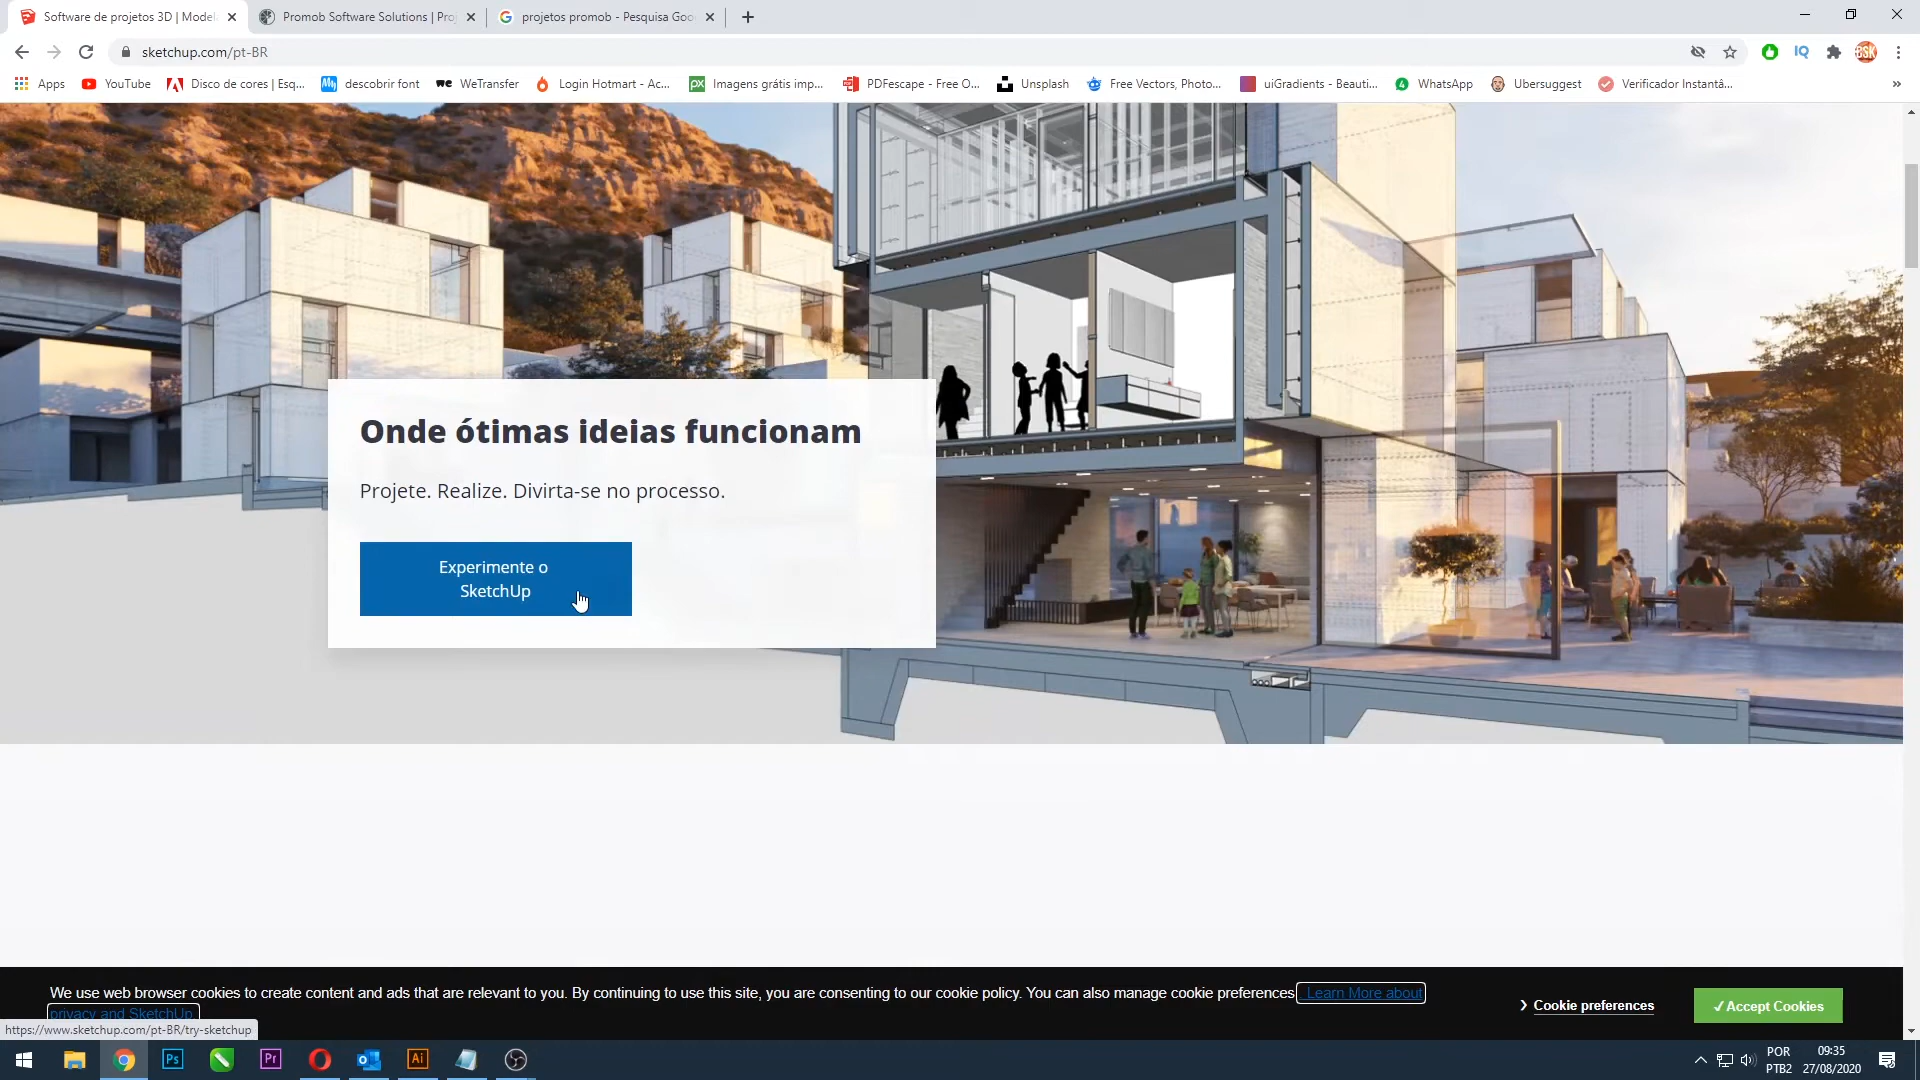 Software de projetos 3D | Model
Promob Software Solutions | Pro
projetos promob - Pesquisa Goo
sketchup.com/pt-BR
Apps
YouTube
Disco de cores | Esq...
descobrir font
WeTransfer
Login Hotmart - Ac...
Imagens grátis imp...
PDFescape - Free O...
Unsplash
Free Vectors, Photo...
uiGradients - Beauti...
WhatsApp
Ubersuggest
Verificador Instantâ...
Onde ótimas ideias funcionam
Projete. Realize. Divirta-se no processo.
Experimente o
SketchUp
We use web browser cookies to create content and ads that are relevant to you. By continuing to use this site, you are consenting to our cookie policy. You can also manage cookie preferences Learn More about
privacy and SketchUp
Cookie preferences
✓Accept Cookies
https://www.sketchup.com/pt-BR/try-sketchup
POR
PTB2
09:35
27/08/2020